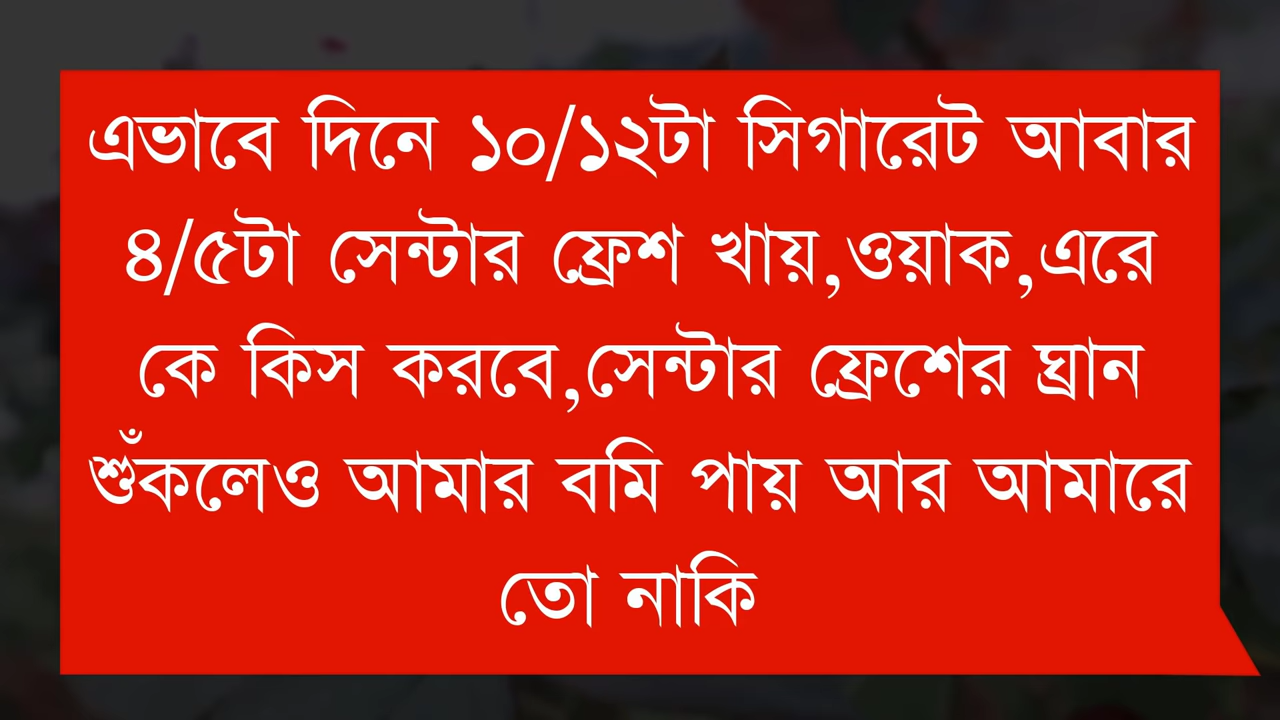 এভাবে দিনে ১০/১২টা সিগারেট আবার
৪/৫টা সেন্টার ফ্রেশ খায়,ওয়াক,এরে
কে কিস করবে,সেন্টার ফ্রেশের ঘ্রান
শুঁকলেও আমার বমি পায় আর আমারে
তো নাকি